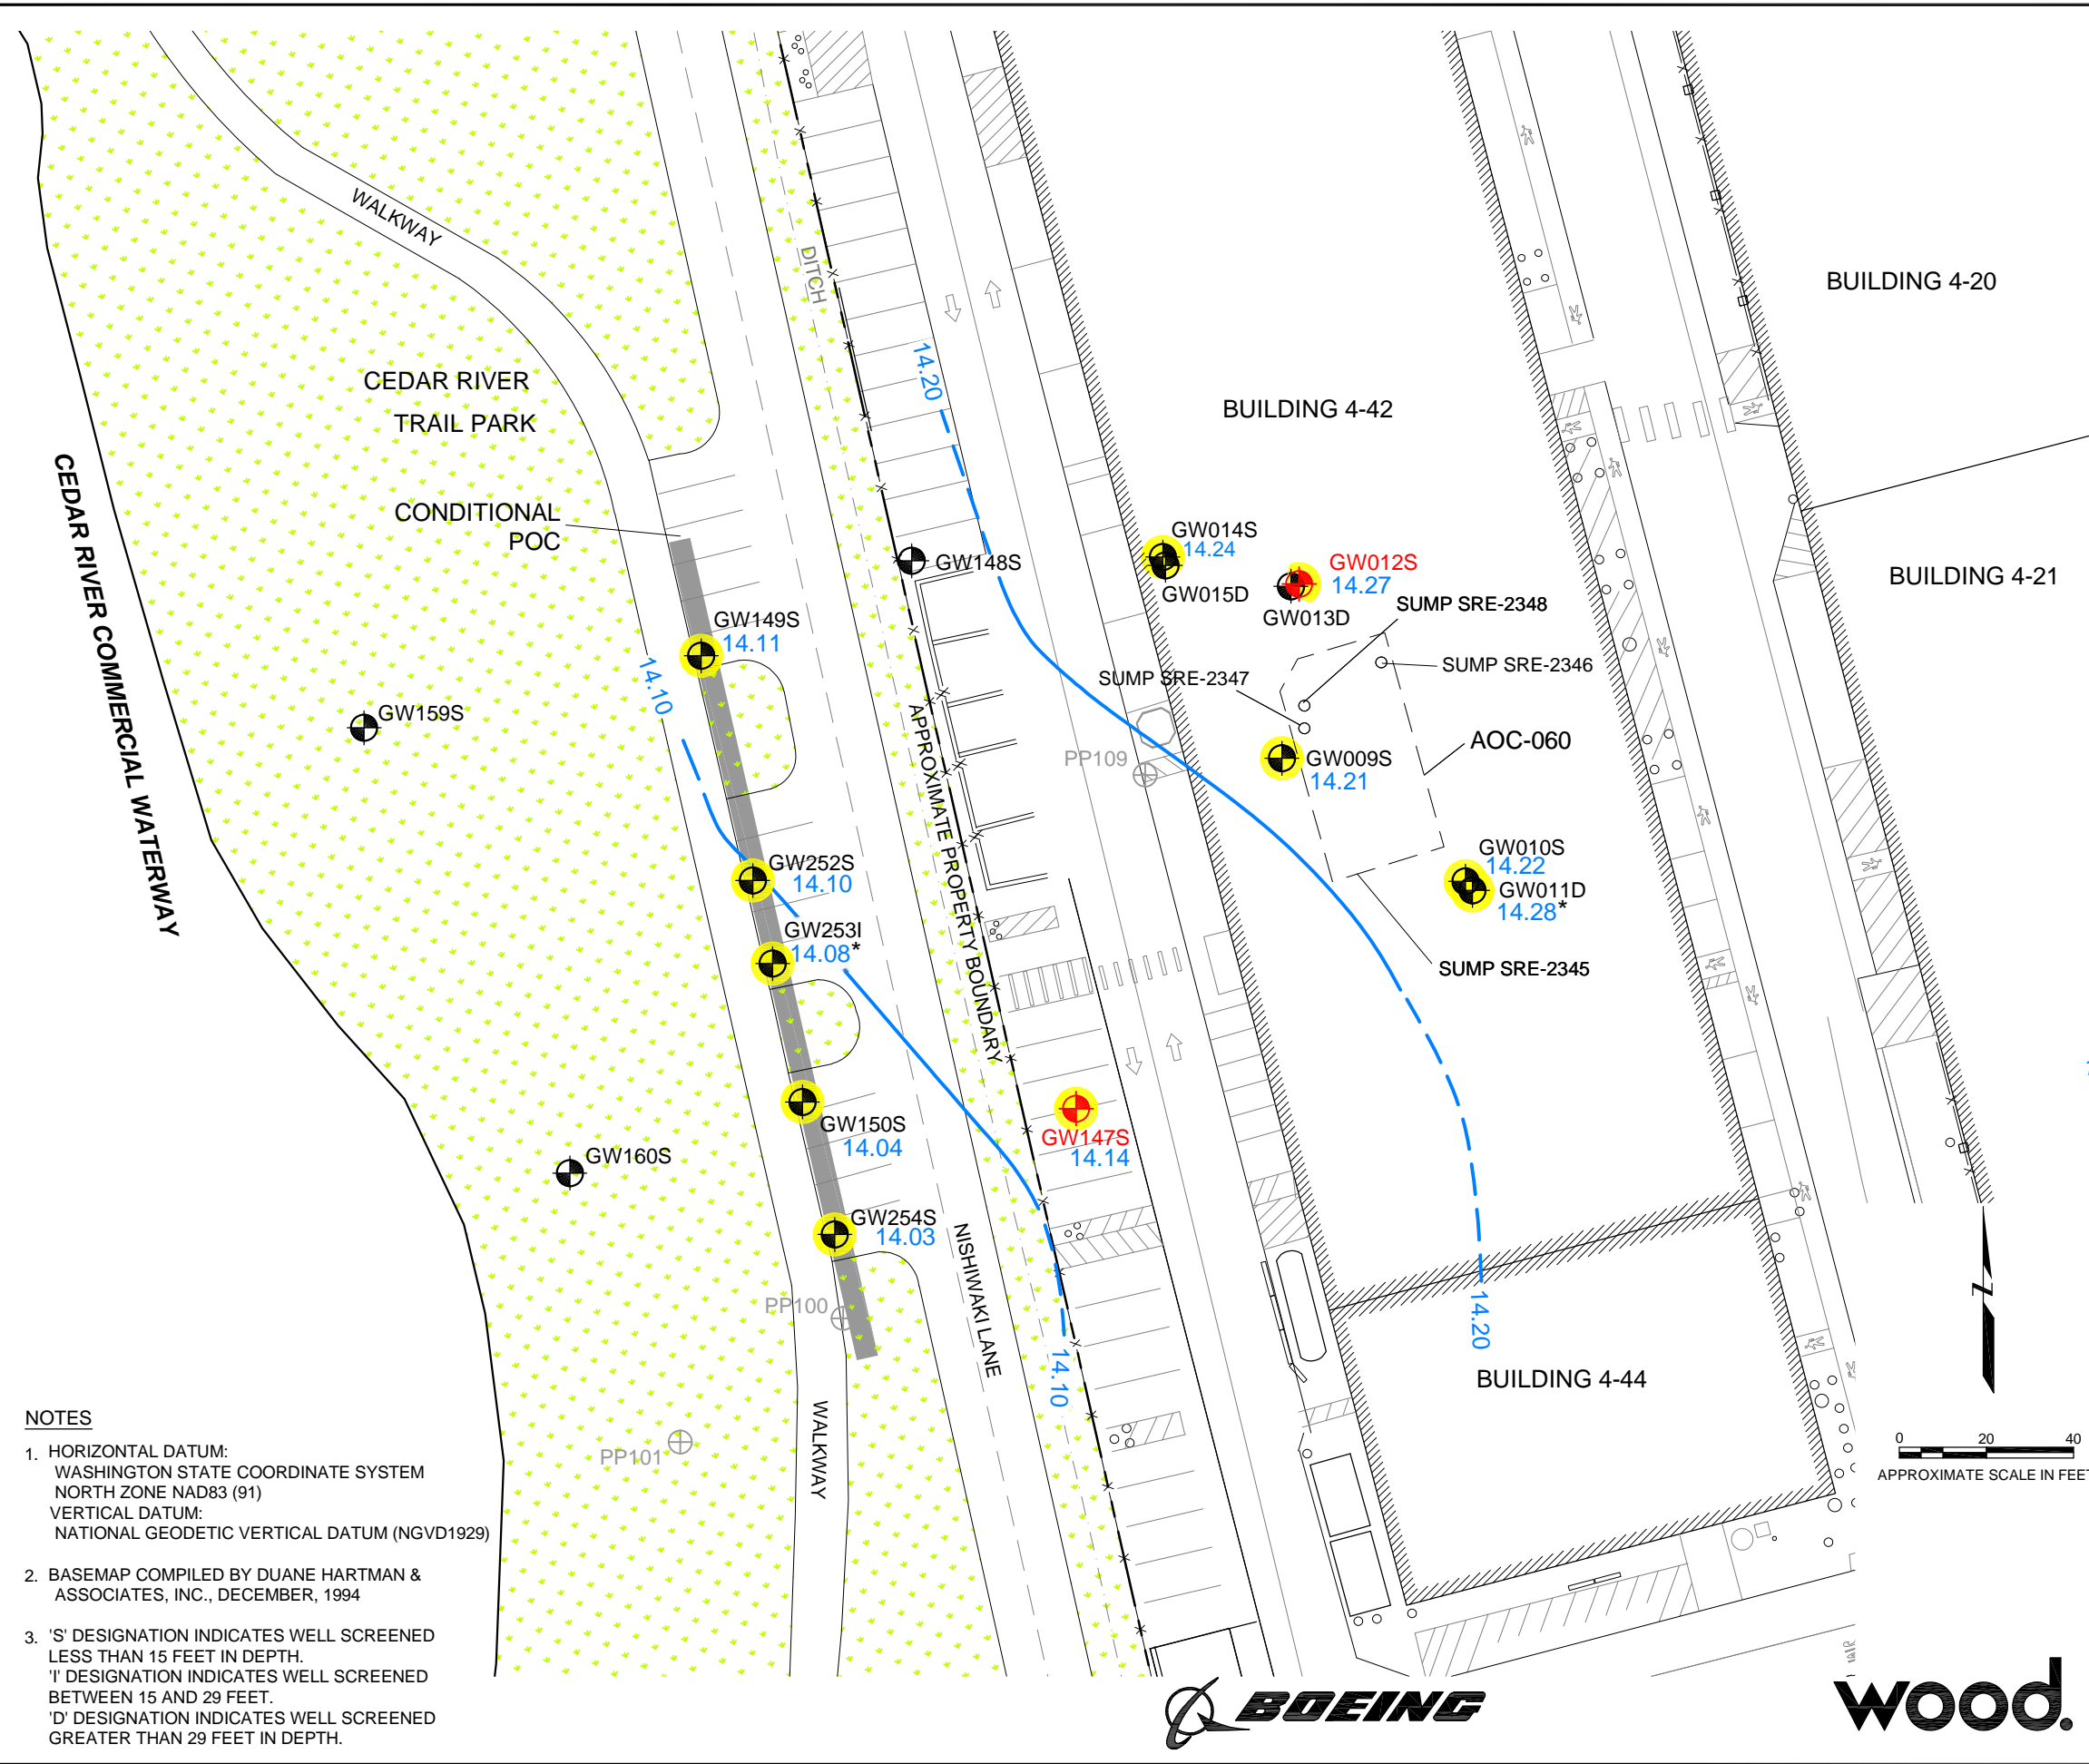 WALKWAY
DITCH
BUILDING 4-20
CEDAR RIVER
TRAIL PARK
14.20
BUILDING 4-42
CEDAR RIVER COMMERCIAL WATERWAY
CONDITIONAL
POC
GW148S
GW014S
14.24
GW015D
GW012S
14.27
GW013D
BUILDING 4-21
SUMP SRE-2348
SUMP SRE-2346
SUMP SRE-2347
GW149S
14.11
14.10
GW159S
APPROXIMATE PROPERTY BOUNDARY
PP109
AOC-060
GW009S
14.21
GW252S
14.10
GW010S
14.22
GW011D
14.28*
GW253I
14.08*
SUMP SRE-2345
GW150S
14.04
GW147S
14.14
GW160S
GW254S
14.03
NISHIWAKI LANE
PP100
14.10
14.20
BUILDING 4-44
WALKWAY
PP101
N
0 20 40
APPROXIMATE SCALE IN FEET
NOTES
1. HORIZONTAL DATUM:
WASHINGTON STATE COORDINATE SYSTEM
NORTH ZONE NAD83 (91)
VERTICAL DATUM:
NATIONAL GEODETIC VERTICAL DATUM (NGVD1929)
2. BASEMAP COMPILED BY DUANE HARTMAN &
ASSOCIATES, INC., DECEMBER, 1994
3. 'S' DESIGNATION INDICATES WELL SCREENED
LESS THAN 15 FEET IN DEPTH.
'I' DESIGNATION INDICATES WELL SCREENED
BETWEEN 15 AND 29 FEET.
'D' DESIGNATION INDICATES WELL SCREENED
GREATER THAN 29 FEET IN DEPTH.
BOEING
wood.